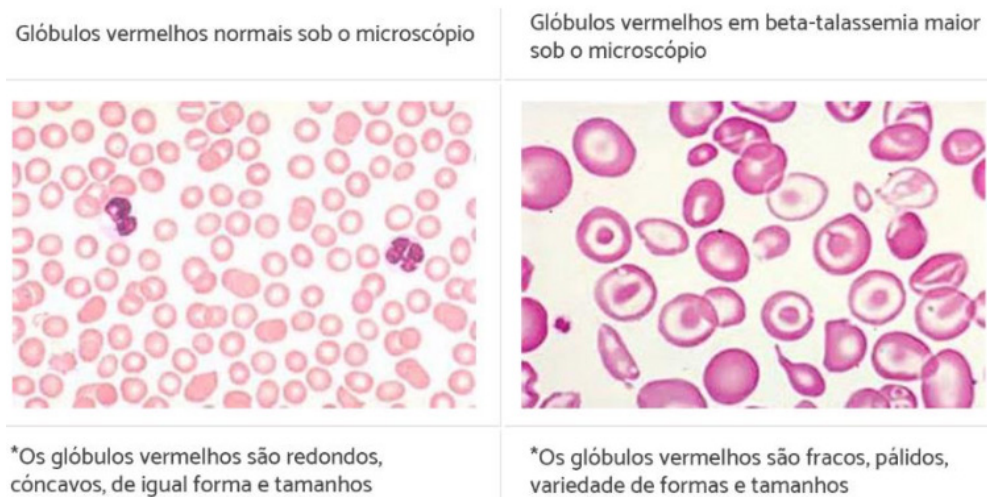 Glóbulos vermelhos normais sob o microscópio
Glóbulos vermelhos em beta-talassemia maior
sob o microscópio
*Os glóbulos vermelhos são redondos,
cóncavos, de igual forma e tamanhos
*Os glóbulos vermelhos são fracos, pálidos,
variedade de formas e tamanhos